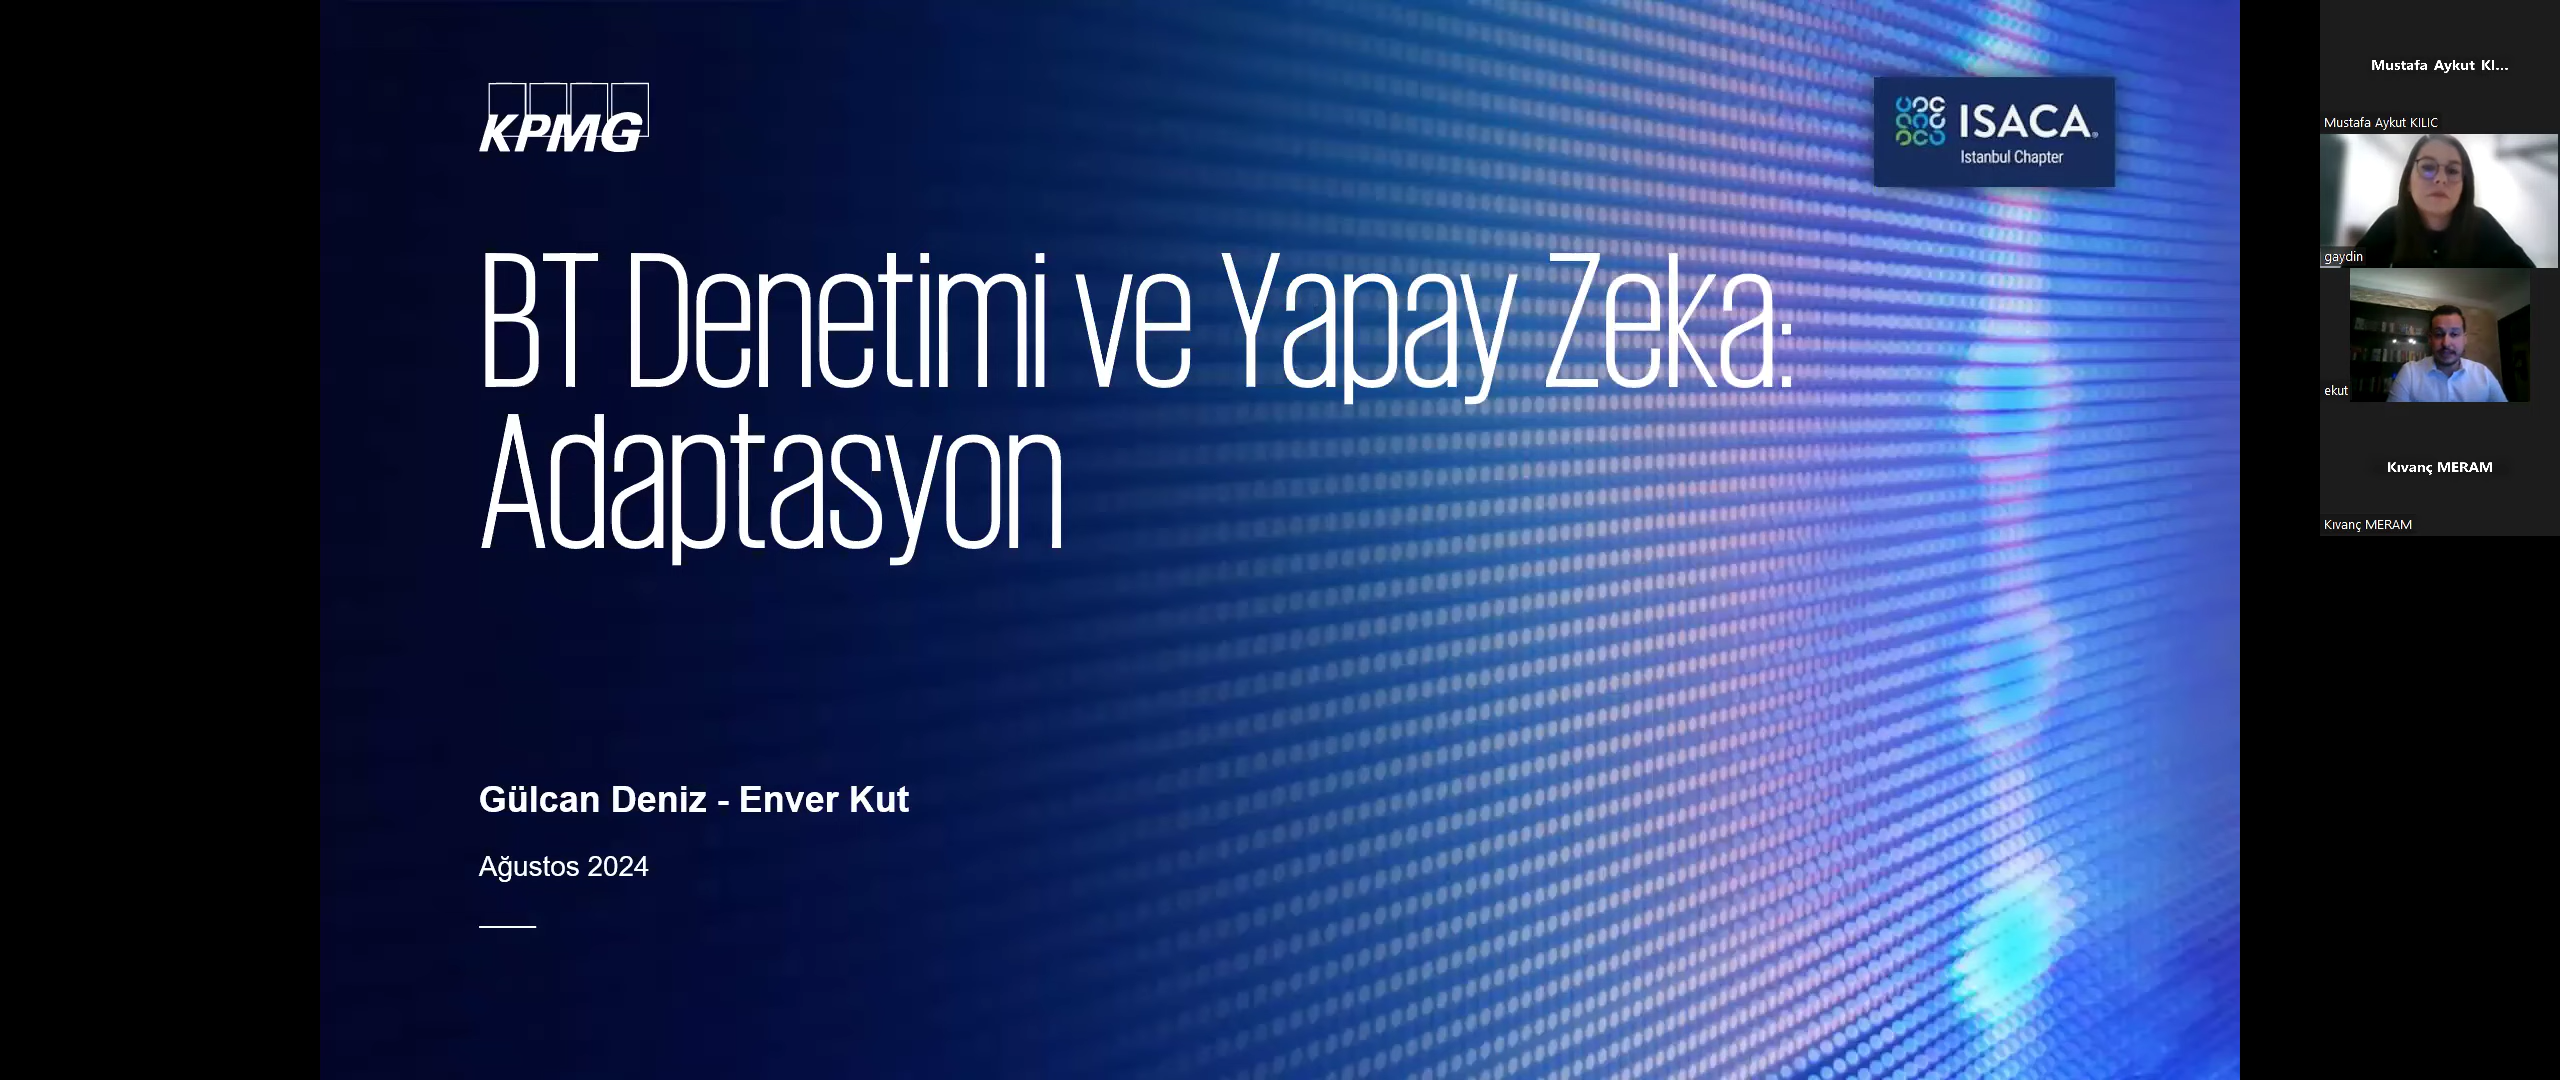 KPMG
ISACA®
Istanbul Chapter
BT Denetimi ve Yapay Zeka:
Adaptasyon
Gülcan Deniz - Enver Kut
Ağustos 2024
Mustafa Aykut KI...
Mustafa Aykut KILIC
gaydin
ekut
Kıvanç MERAM
Kıvanç MERAM